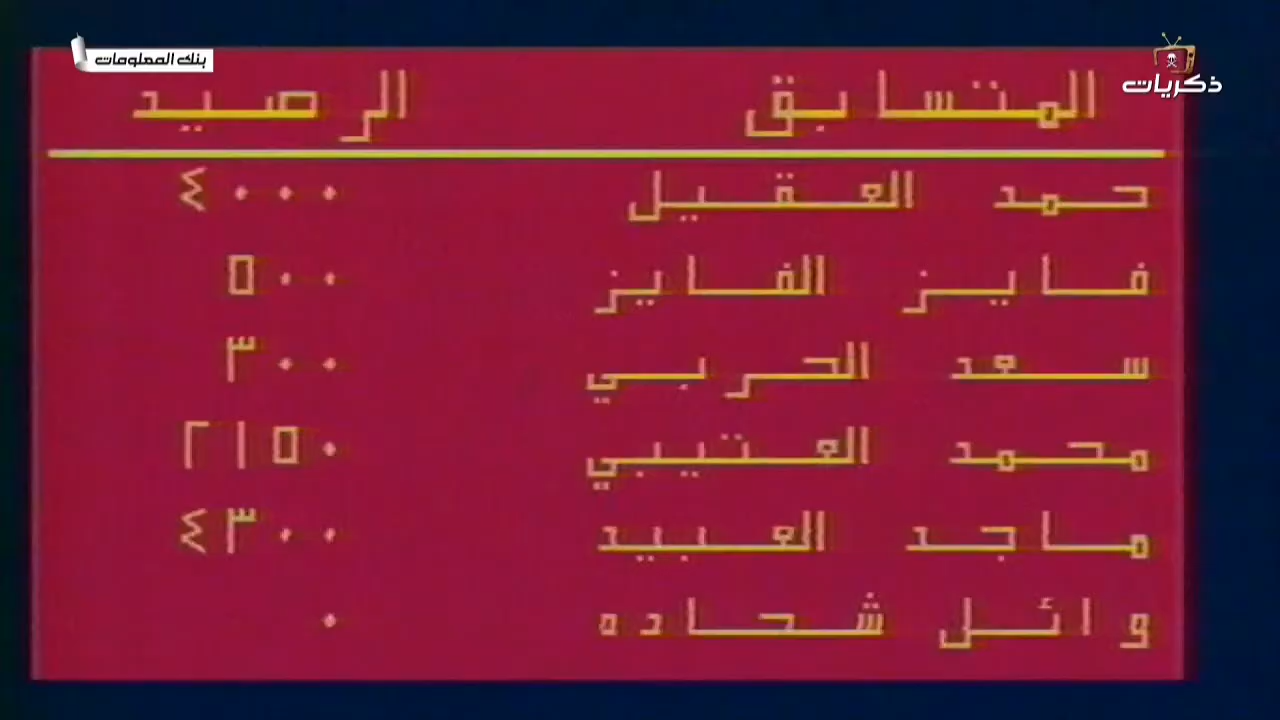 بنك المعلومات
ذكريات
المتسابق الرصيد
حمد العقيل ٤٠٠٠
فايز الفايز ٥٠٠
سعد الحربي ٣٠٠
محمد العتيبي ٢١٥٠
ماجد العبيد ٤٣٠٠
وائل شحاده ٠